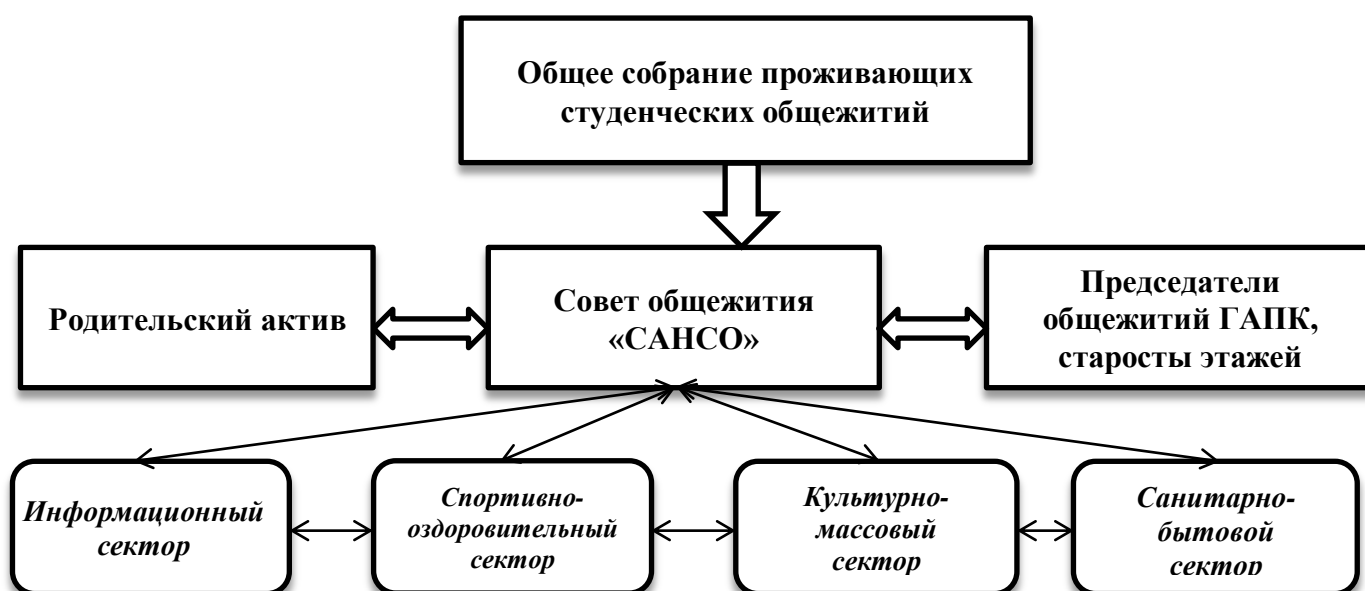 Общее собрание проживающих
студенческих общежитий
Родительский актив
Совет общежития
«САНСО»
Председатели
общежитий ГАПК,
старосты этажей
Информационный
сектор
Спортивно-
оздоровительный
сектор
Культурно-
массовый
сектор
Санитарно-
бытовой
сектор